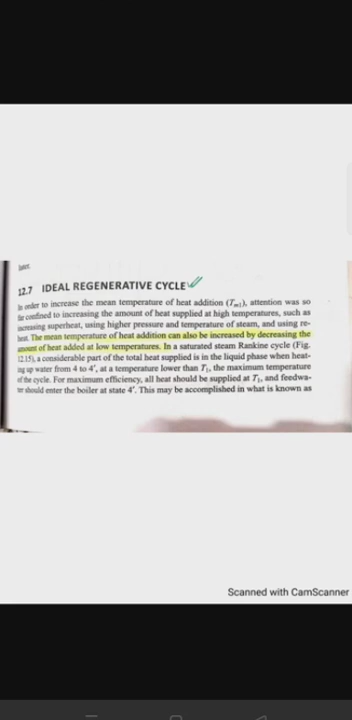 12.7 IDEAL REGENERATIVE CYCLE
In order to increase the mean temperature of heat addition (Tm1), attention was so
far confined to increasing the amount of heat supplied at high temperatures, such as
increasing superheat, using higher pressure and temperature of steam, and using re-
heat. The mean temperature of heat addition can also be increased by decreasing the
amount of heat added at low temperatures. In a saturated steam Rankine cycle (Fig.
12.15), a considerable part of the total heat supplied is in the liquid phase when heat-
ing up water from 4 to 4', at a temperature lower than T1, the maximum temperature
of the cycle. For maximum efficiency, all heat should be supplied at T1, and feedwa-
ter should enter the boiler at state 4'. This may be accomplished in what is known as
Scanned with CamScanner